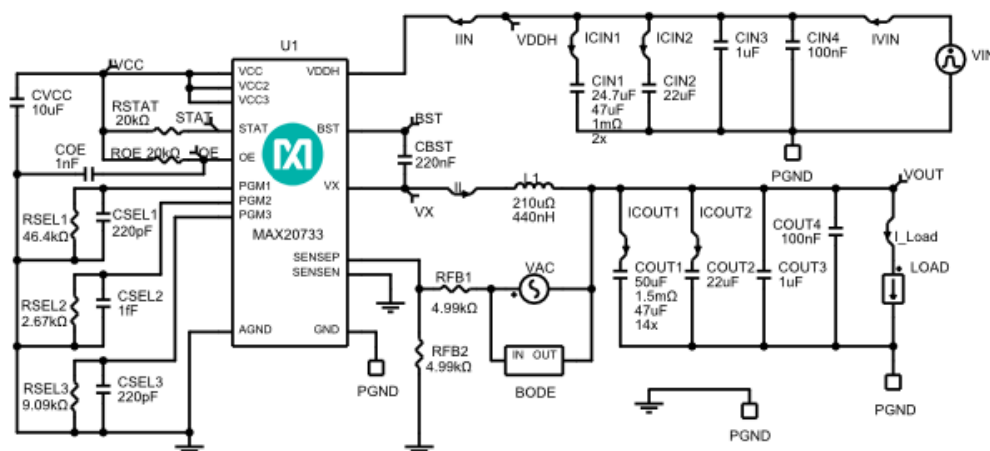 U1
MAX20733
VCC
VCC2
VCC3
STAT
OE
PGM1
PGM2
PGM3
AGND
VDDH
BST
VX
SENSEP
SENSEN
GND
VCC
CVCC
10uF
RSTAT
20kΩ
STAT
COE
1nF
ROE 20kΩ
OE
RSEL1
46.4kΩ
CSEL1
220pF
RSEL2
2.67kΩ
CSEL2
1fF
RSEL3
9.09kΩ
CSEL3
220pF
IIN
VDDH
ICIN1
CIN1
24.7uF
47uF
1mΩ
2x
ICIN2
CIN2
22uF
CIN3
1uF
CIN4
100nF
IVIN
VIN
PGND
BST
CBST
220nF
VX
IL
L1
210uΩ
440nH
ICOUT1
COUT1
50uF
1.5mΩ
47uF
14x
ICOUT2
COUT2
22uF
COUT3
1uF
COUT4
100nF
VOUT
I_Load
LOAD
PGND
RFB1
4.99kΩ
VAC
RFB2
4.99kΩ
IN OUT
BODE
PGND
PGND